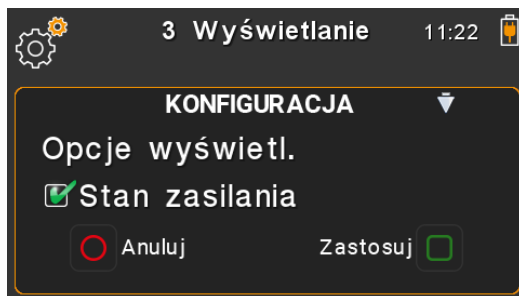 3 Wyświetlanie 11:22
KONFIGURACJA
Opcje wyświetl.
Stan zasilania
Anuluj Zastosuj